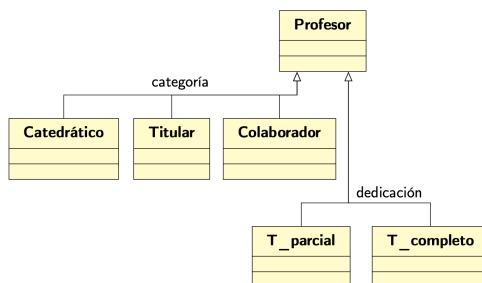 Profesor
categoría
Catedrático Titular Colaborador
dedicación
T_parcial T_completo